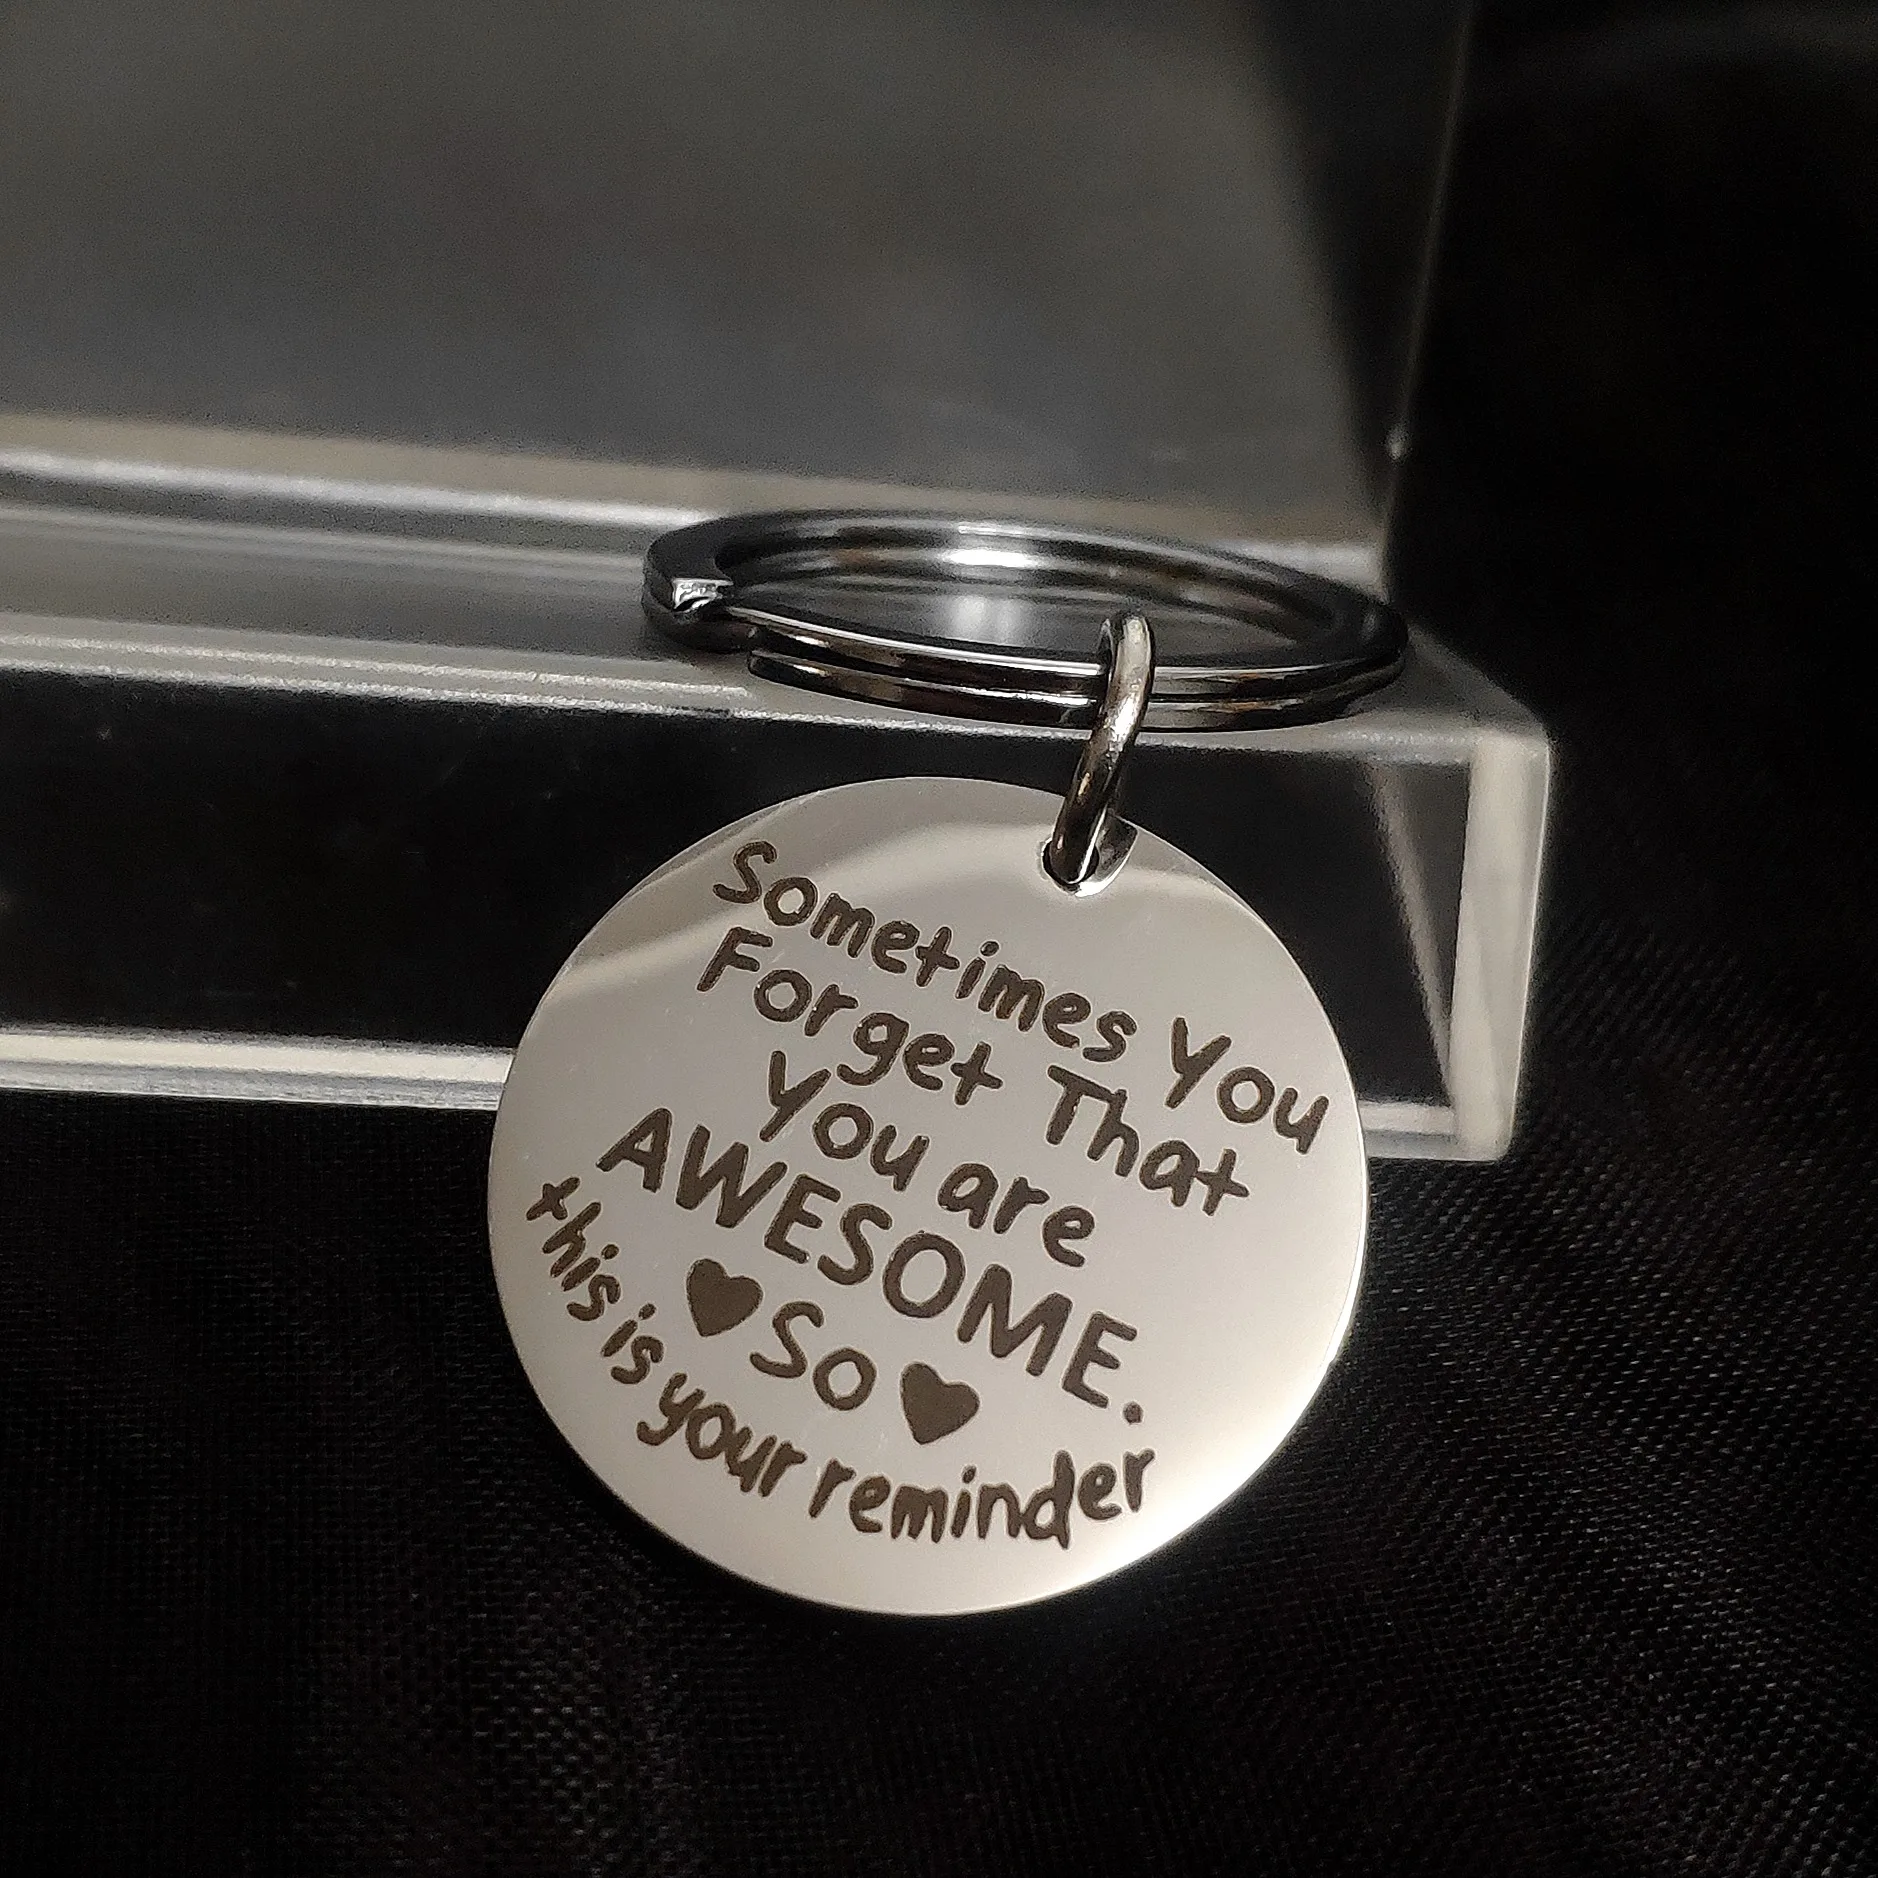 Sometimes You
Forget That
You are
AWESOME.
So
this is your reminder